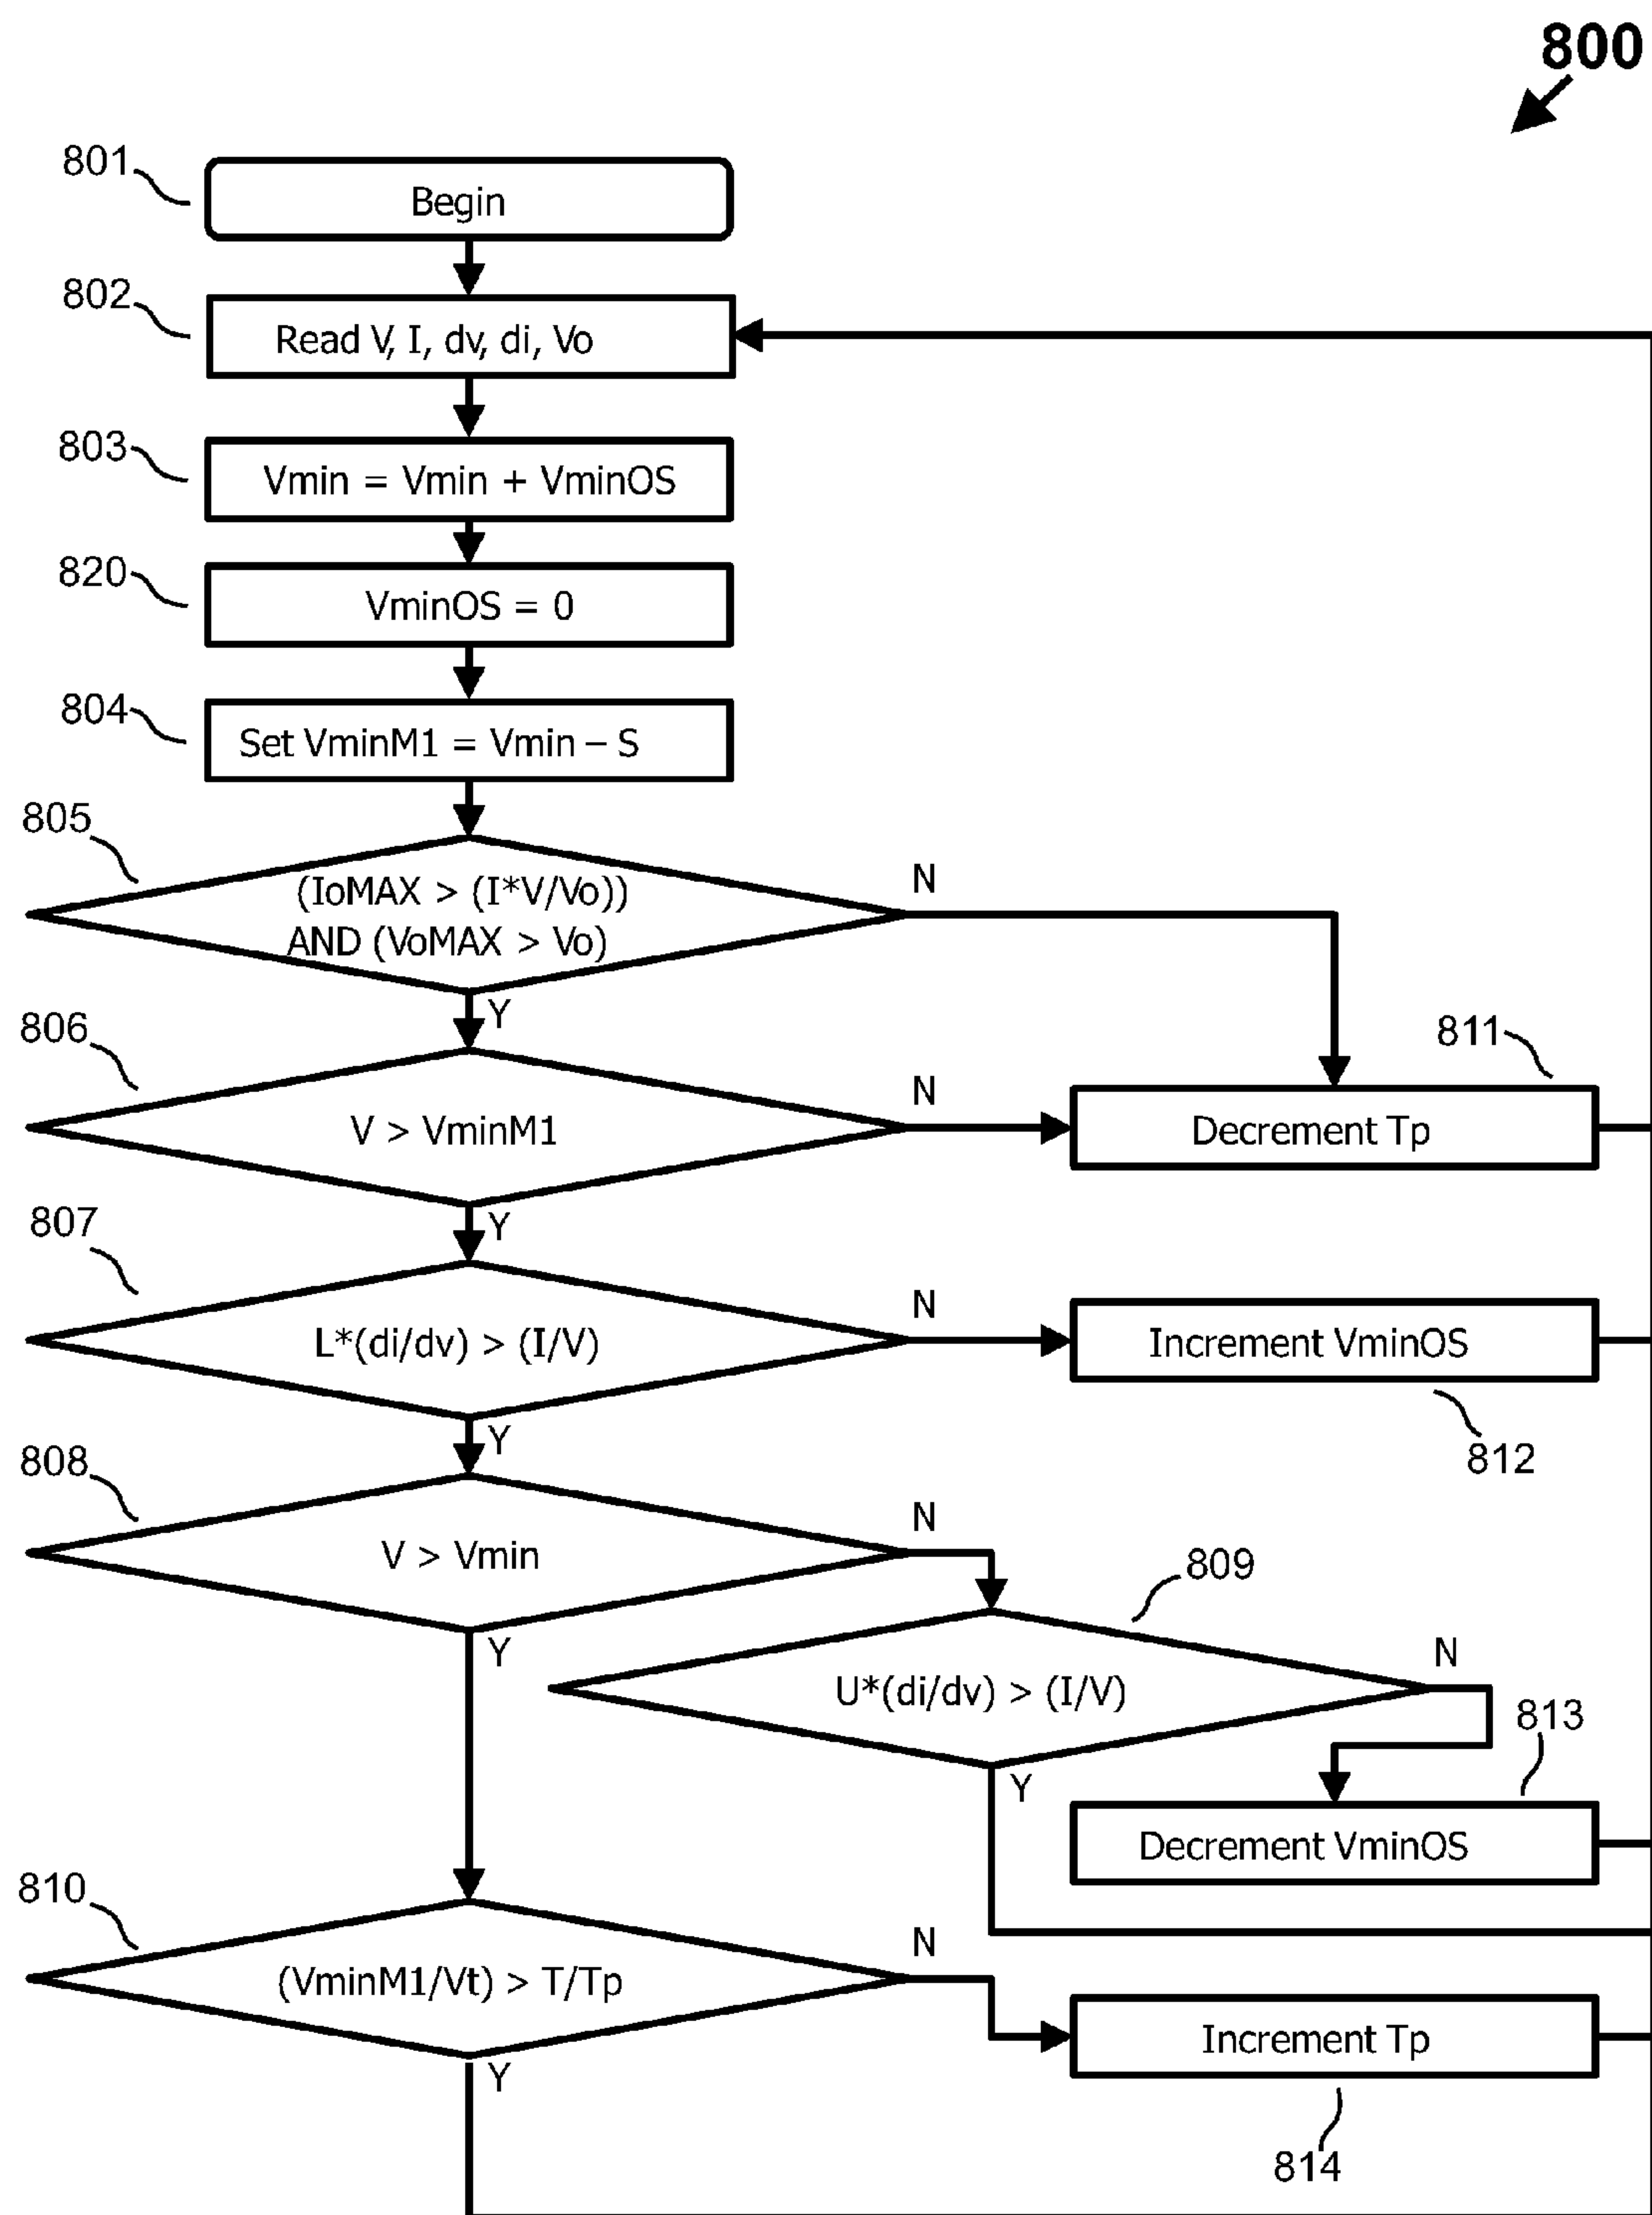 800
801
Begin
802
Read V, I, dv, di, Vo
803
Vmin = Vmin + VminOS
820
VminOS = 0
804
Set VminM1 = Vmin – S
805
(IoMAX > (I*V/Vo))
AND (VoMAX > Vo)
N
Y
806
V > VminM1
N
811
Decrement Tp
Y
807
L*(di/dv) > (I/V)
N
Increment VminOS
812
Y
808
V > Vmin
N
Y
809
U*(di/dv) > (I/V)
N
Y
813
Decrement VminOS
810
(VminM1/Vt) > T/Tp
N
Y
Increment Tp
814